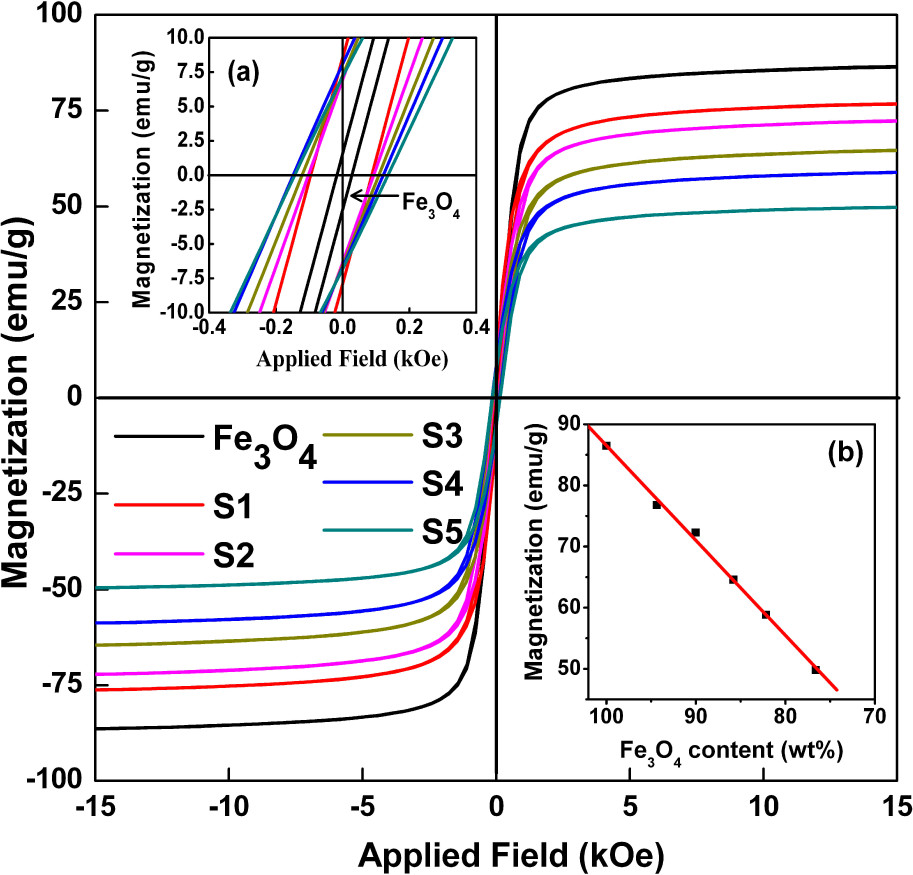 100
75
50
25
0
-25
-50
-75
-100
Magnetization (emu/g)
-15
-10
-5
0
5
10
15
Applied Field (kOe)
(a)
10.0
7.5
5.0
2.5
0.0
-2.5
-5.0
-7.5
-10.0
Magnetization (emu/g)
Fe₃O₄
-0.4
-0.2
0.0
0.2
0.4
Applied Field (kOe)
Fe₃O₄
S1
S2
S3
S4
S5
(b)
90
80
70
60
50
Magnetization (emu/g)
100
90
80
70
Fe₃O₄ content (wt%)